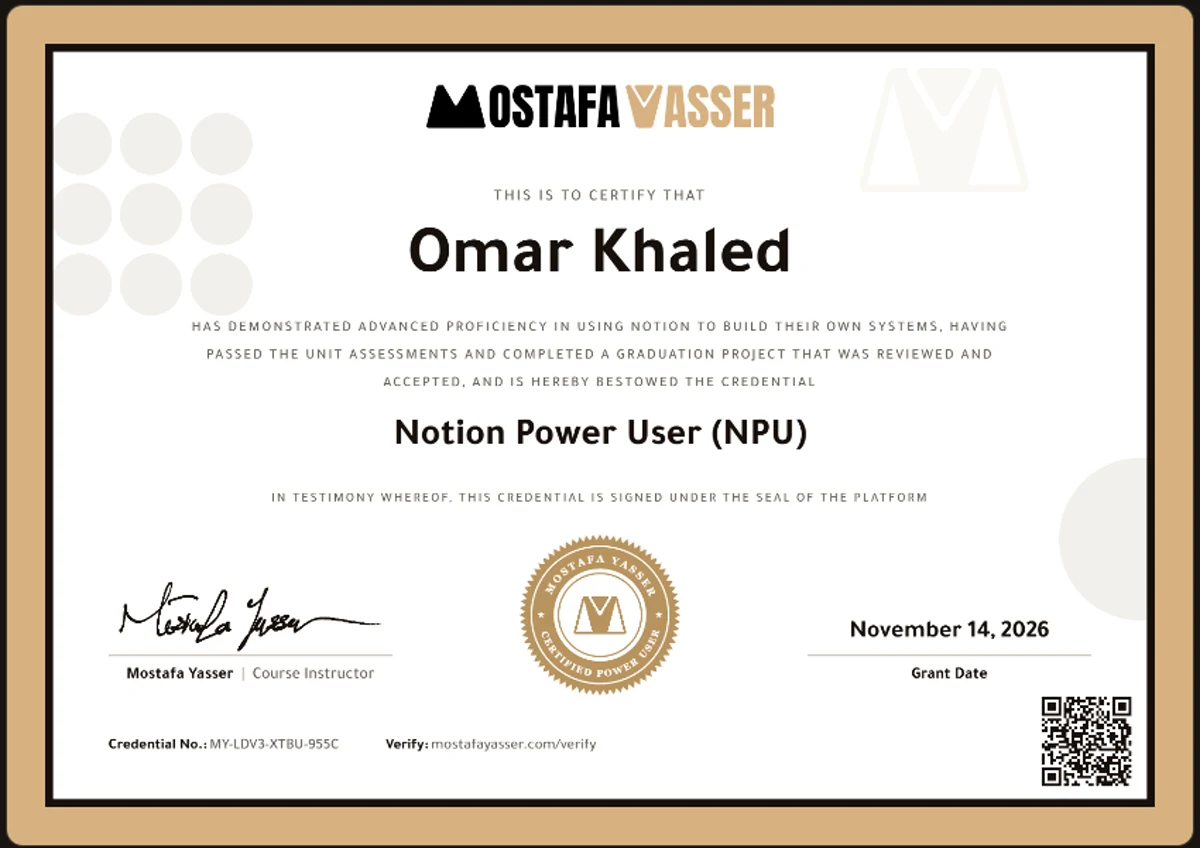 MOSTAFA YASSER
THIS IS TO CERTIFY THAT
Omar Khaled
HAS DEMONSTRATED ADVANCED PROFICIENCY IN USING NOTION TO BUILD THEIR OWN SYSTEMS, HAVING
PASSED THE UNIT ASSESSMENTS AND COMPLETED A GRADUATION PROJECT THAT WAS REVIEWED AND
ACCEPTED, AND IS HEREBY BESTOWED THE CREDENTIAL
Notion Power User (NPU)
IN TESTIMONY WHEREOF, THIS CREDENTIAL IS SIGNED UNDER THE SEAL OF THE PLATFORM
MOSTAFA YASSER
CERTIFIED POWER USER
Mostafa Yasser
Mostafa Yasser | Course Instructor
November 14, 2026
Grant Date
Credential No.: MY-LDV3-XTBU-955C
Verify: mostafayasser.com/verify